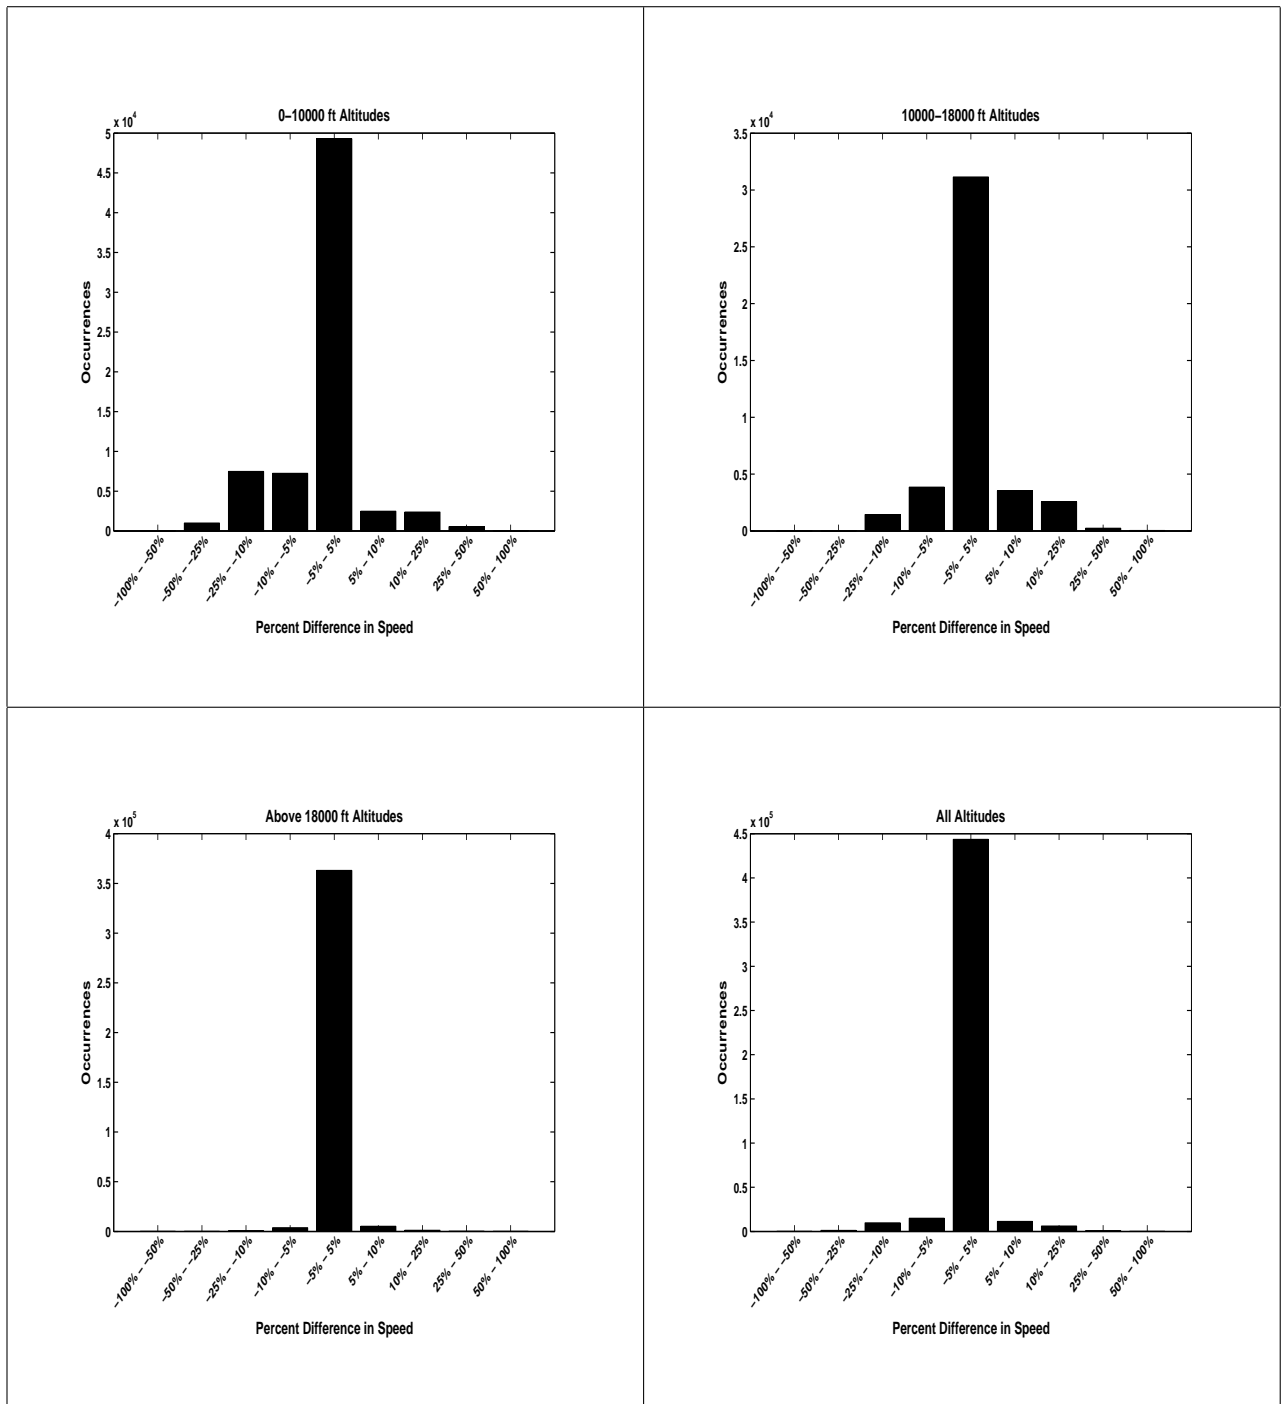 0–10000 ft Altitudes
x 10^4
5
4.5
4
3.5
3
2.5
2
1.5
1
0.5
0
Occurrences
–100% – –50%
–50% – –25%
–25% – –10%
–10% – –5%
–5% – 5%
5% – 10%
10% – 25%
25% – 50%
50% – 100%
Percent Difference in Speed
10000–18000 ft Altitudes
x 10^4
3.5
3
2.5
2
1.5
1
0.5
0
Occurrences
–100% – –50%
–50% – –25%
–25% – –10%
–10% – –5%
–5% – 5%
5% – 10%
10% – 25%
25% – 50%
50% – 100%
Percent Difference in Speed
Above 18000 ft Altitudes
x 10^5
4
3.5
3
2.5
2
1.5
1
0.5
0
Occurrences
–100% – –50%
–50% – –25%
–25% – –10%
–10% – –5%
–5% – 5%
5% – 10%
10% – 25%
25% – 50%
50% – 100%
Percent Difference in Speed
All Altitudes
x 10^5
4.5
4
3.5
3
2.5
2
1.5
1
0.5
0
Occurrences
–100% – –50%
–50% – –25%
–25% – –10%
–10% – –5%
–5% – 5%
5% – 10%
10% – 25%
25% – 50%
50% – 100%
Percent Difference in Speed